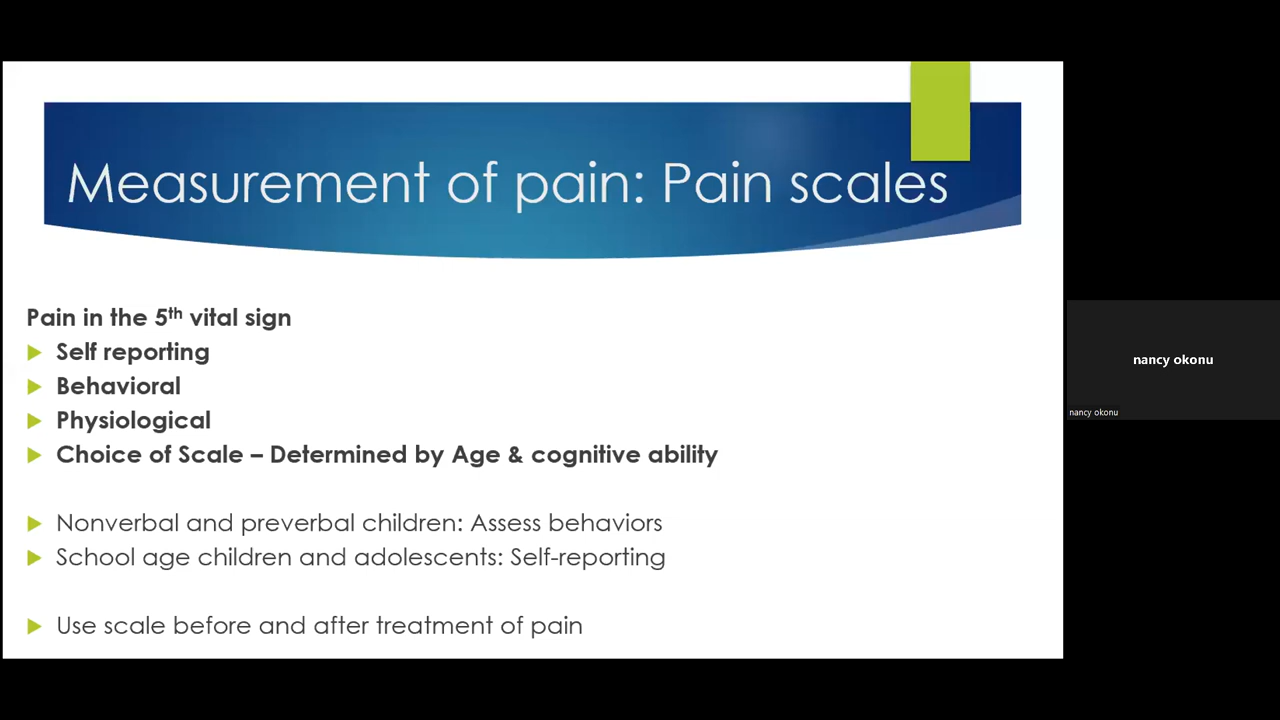 Measurement of pain: Pain scales
Pain in the 5th vital sign
Self reporting
Behavioral
Physiological
Choice of Scale – Determined by Age & cognitive ability
Nonverbal and preverbal children: Assess behaviors
School age children and adolescents: Self-reporting
Use scale before and after treatment of pain
nancy okonu
nancy okonu